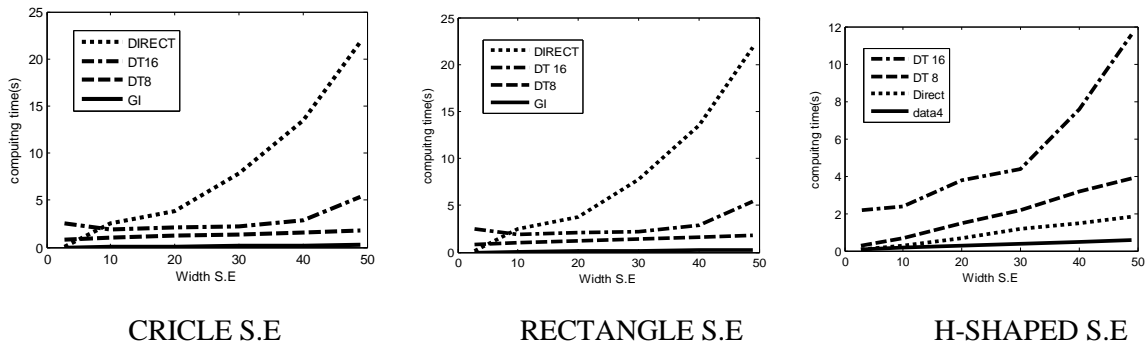 25
20
15
10
5
0
compuitng time(s)
DIRECT
DT16
DT8
GI
0 10 20 30 40 50
Width S.E
CRICLE S.E
25
20
15
10
5
0
compuitng time(s)
DIRECT
DT 16
DT8
GI
0 10 20 30 40 50
Width S.E
RECTANGLE S.E
12
10
8
6
4
2
0
compuitng time(s)
DT 16
DT 8
Direct
data4
0 10 20 30 40 50
Width S.E
H-SHAPED S.E